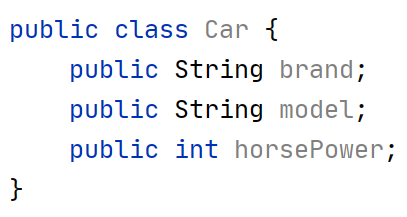 public class Car {
    public String brand;
    public String model;
    public int horsePower;
}